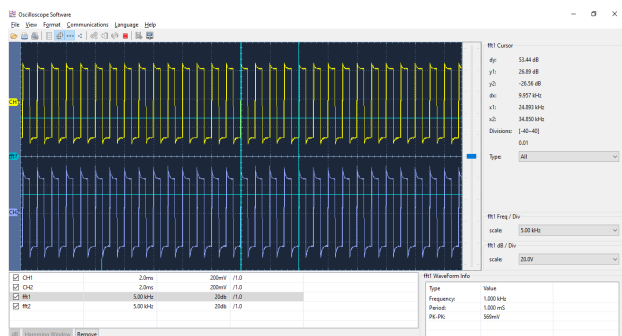 Oscilloscope Software
File View Format Communications Language Help
fft1 Cursor
dy: 53.44 dB
y1: 26.89 dB
y2: -26.56 dB
dx: 9.957 kHz
x1: 24.893 kHz
x2: 34.850 kHz
Divisions: [-40~40]
0.01
Type All
CH1
CH2
fft1 Freq / Div
scale: 5.00 kHz
fft1 dB / Div
scale: 20.0V
CH1 2.0ms 200mV /1.0
CH2 2.0ms 200mV /1.0
fft1 5.00 kHz 20db /1.0
fft2 5.00 kHz 20db /1.0
fft1 WaveForm Info
Type Value
Frequency: 1.000 kHz
Period: 1.000 mS
PK-PK: 569mV
Hamming Window Remove